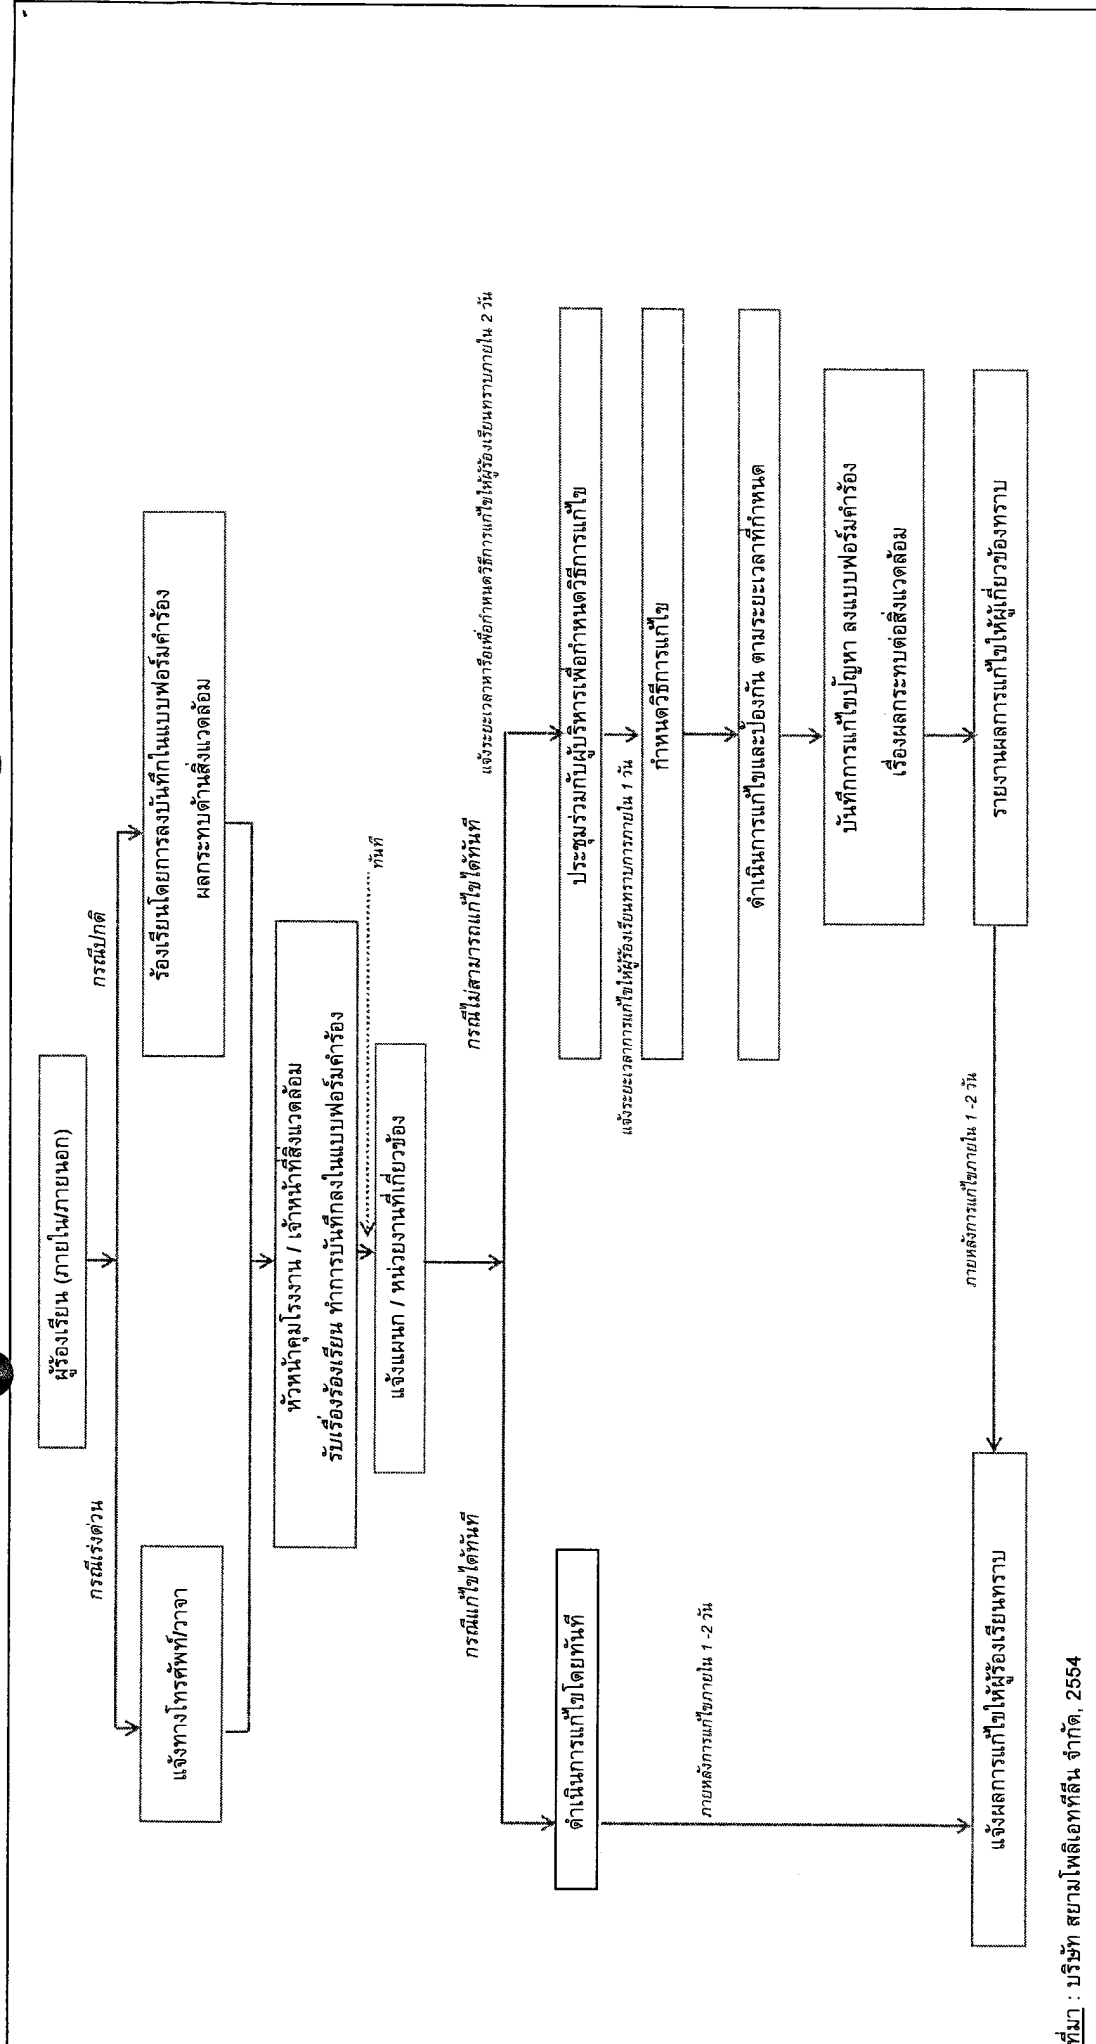 ผู้ร้องเรียน (ภายใน/ภายนอก)
กรณีเร่งด่วน
กรณีปกติ
แจ้งทางโทรศัพท์/วาจา
ร้องเรียนโดยการลงบันทึกในแบบฟอร์มคำร้อง
ผลกระทบด้านสิ่งแวดล้อม
หัวหน้าคุมโรงงาน / เจ้าหน้าที่สิ่งแวดล้อม
รับเรื่องร้องเรียน ทำการบันทึกลงในแบบฟอร์มคำร้อง
ทันที
แจ้งแผนก / หน่วยงานที่เกี่ยวข้อง
กรณีแก้ไขได้ทันที
กรณีไม่สามารถแก้ไขได้ทันที
แจ้งระยะเวลาหารือเพื่อกำหนดวิธีการแก้ไขให้ผู้ร้องเรียนทราบภายใน 2 วัน
ดำเนินการแก้ไขโดยทันที
ประชุมร่วมกับผู้บริหารเพื่อกำหนดวิธีการแก้ไข
แจ้งระยะเวลาการแก้ไขให้ผู้ร้องเรียนทราบการภายใน 1 วัน
กำหนดวิธีการแก้ไข
ภายหลังการแก้ไขภายใน 1 -2 วัน
ดำเนินการแก้ไขและป้องกัน ตามระยะเวลาที่กำหนด
บันทึกการแก้ไขปัญหา ลงแบบฟอร์มคำร้อง
เรื่องผลกระทบต่อสิ่งแวดล้อม
ภายหลังการแก้ไขภายใน 1 -2 วัน
แจ้งผลการแก้ไขให้ผู้ร้องเรียนทราบ
รายงานผลการแก้ไขให้ผู้เกี่ยวข้องทราบ
ที่มา : บริษัท สยามโพลิเอททีลีน จำกัด, 2554